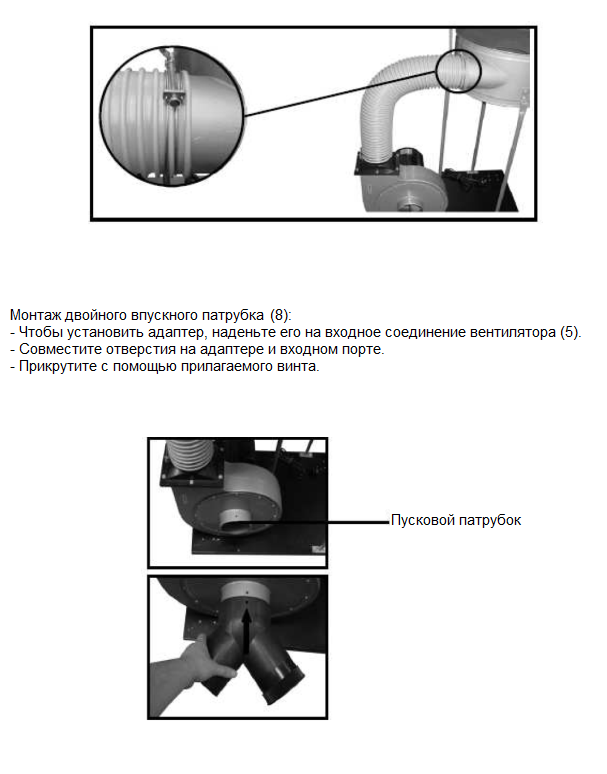 Монтаж двойного впускного патрубка (8):
- Чтобы установить адаптер, наденьте его на входное соединение вентилятора (5).
- Совместите отверстия на адаптере и входном порте.
- Прикрутите с помощью прилагаемого винта.
Пусковой патрубок